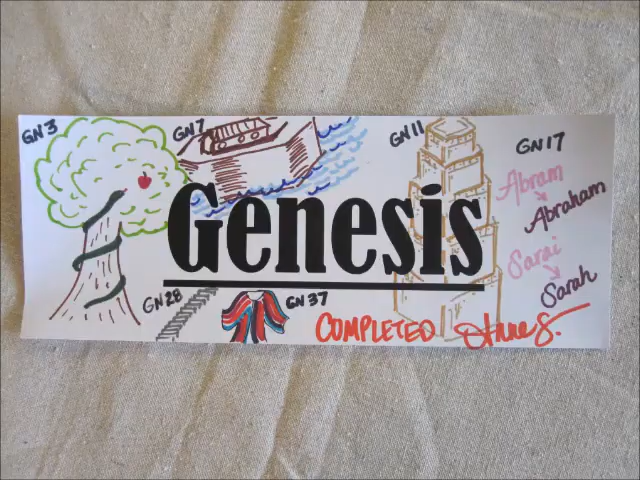 GN3
GN7
GN11
GN17
Abram
Abraham
Sarai
Sarah
Genesis
GN28
GN37
COMPLETED